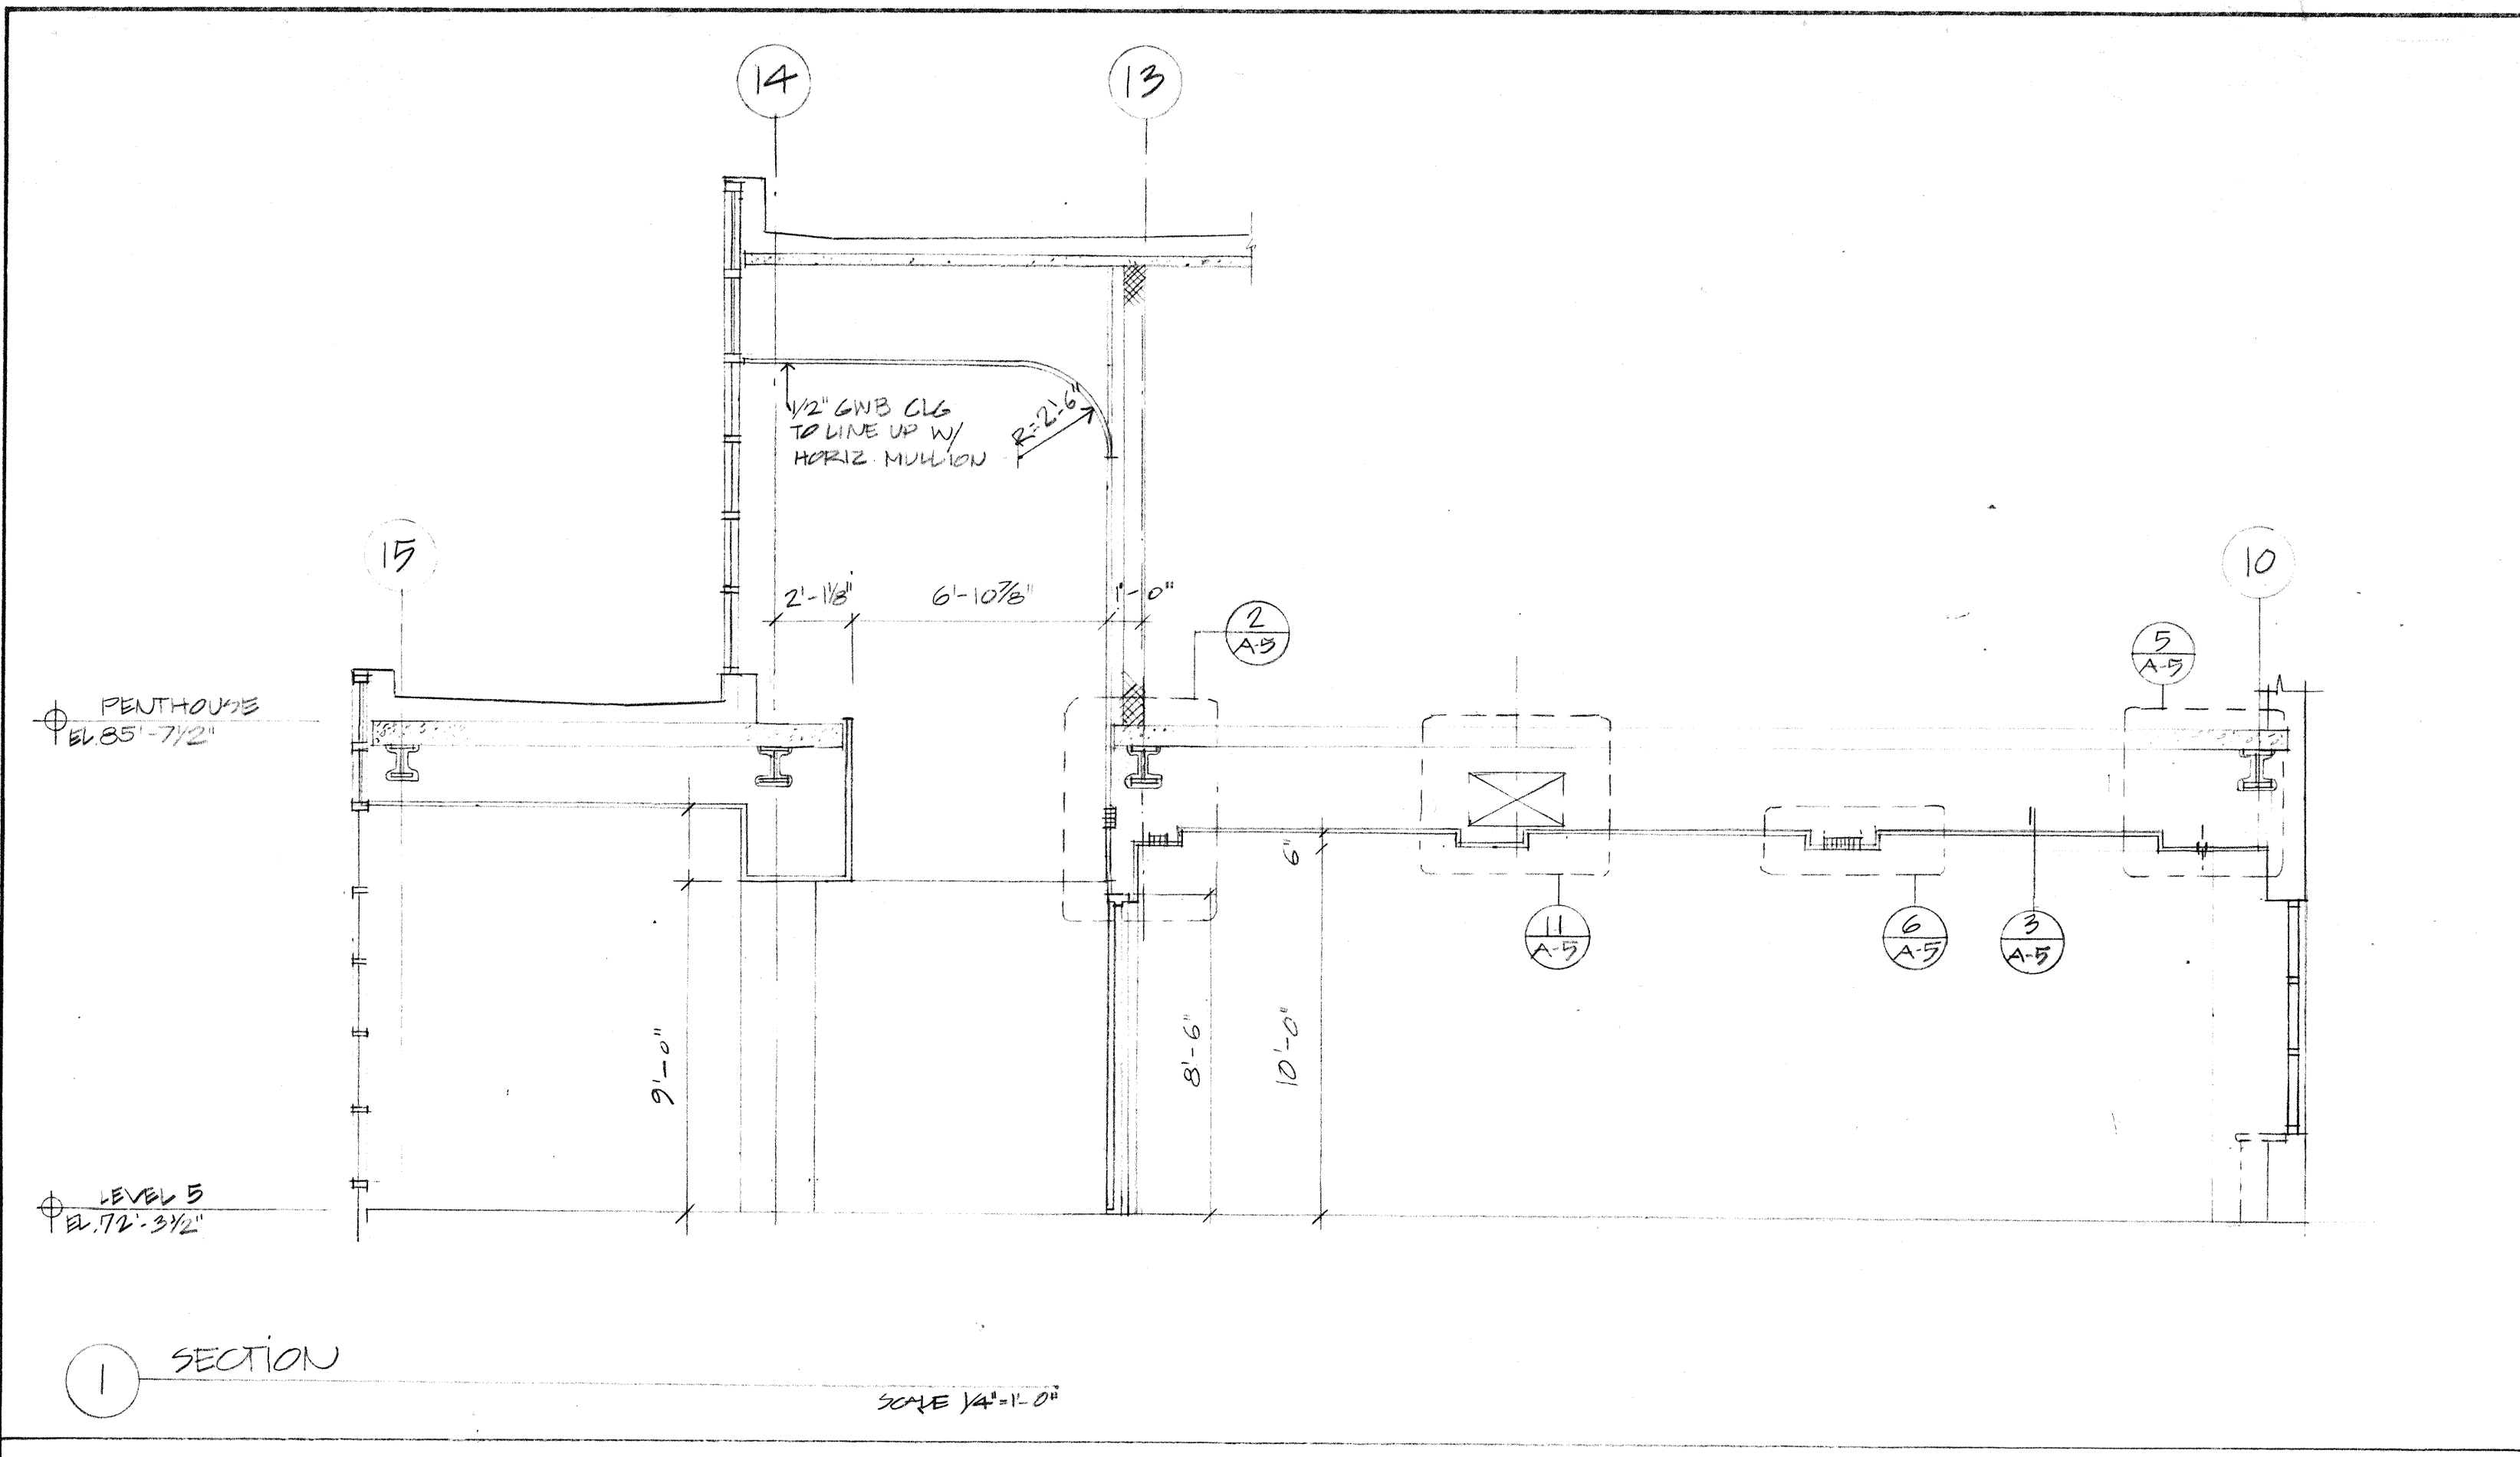 14
13
1/2" GWB CLG
TO LINE UP W/
HORIZ. MULLION
R=2'-6"
15
10
2'-1 1/8"
6'-10 7/8"
1'-0"
2
A-5
5
A-5
PENTHOUSE
EL.85'-7 1/2"
6"
11
A-5
6
A-5
3
A-5
9'-0"
8'-6"
10'-0"
LEVEL 5
EL.72'-3 1/2"
1
SECTION
SCALE 1/4"=1'-0"